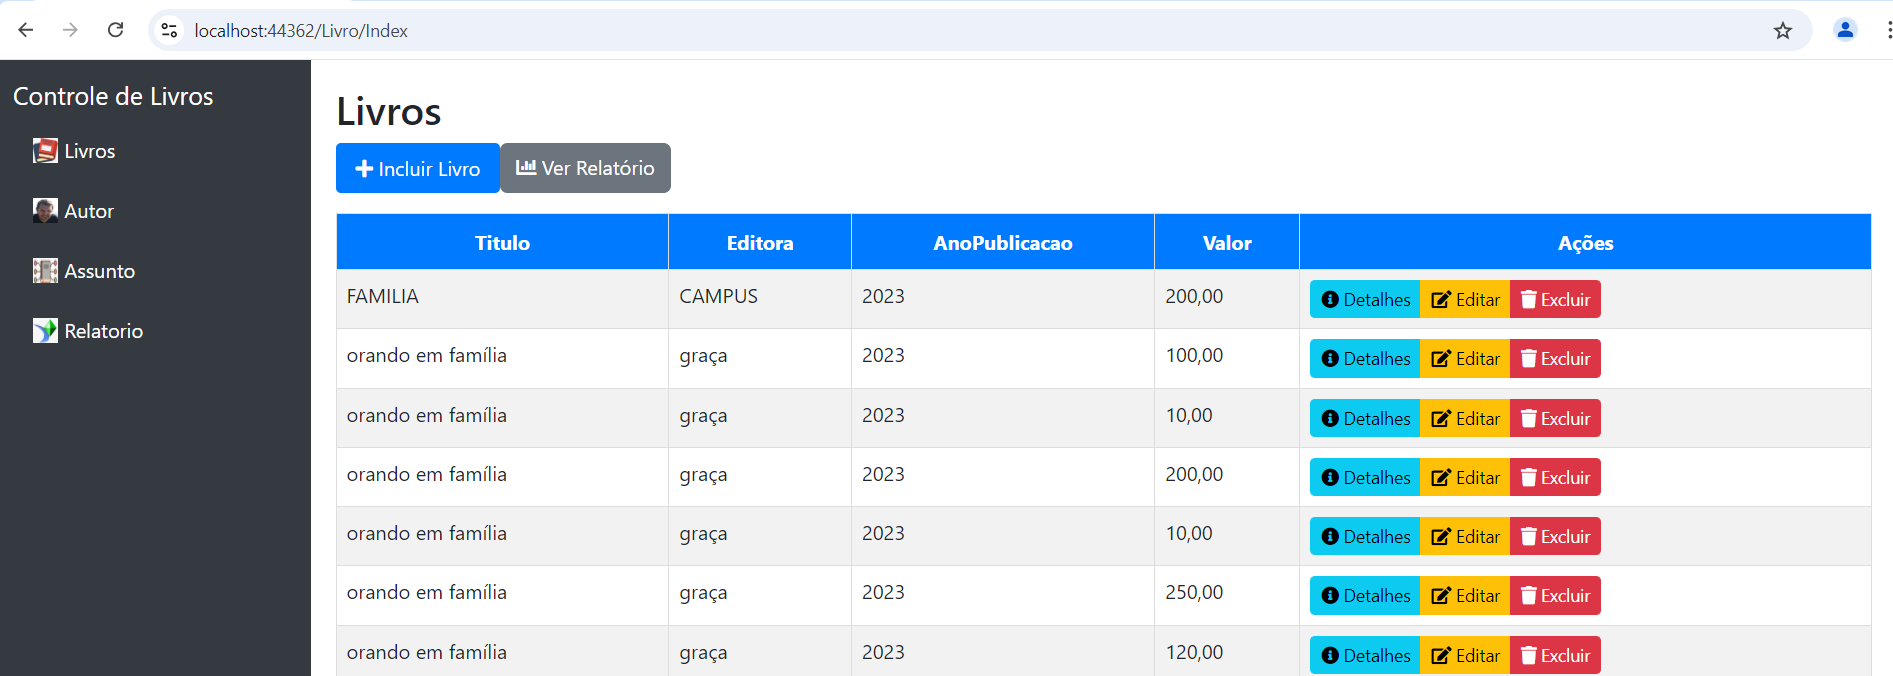 localhost:44362/Livro/Index
Controle de Livros
Livros
Autor
Assunto
Relatorio
Livros
Incluir Livro Ver Relatório
Titulo Editora AnoPublicacao Valor Ações
FAMILIA CAMPUS 2023 200,00 Detalhes Editar Excluir
orando em família graça 2023 100,00 Detalhes Editar Excluir
orando em família graça 2023 10,00 Detalhes Editar Excluir
orando em família graça 2023 200,00 Detalhes Editar Excluir
orando em família graça 2023 10,00 Detalhes Editar Excluir
orando em família graça 2023 250,00 Detalhes Editar Excluir
orando em família graça 2023 120,00 Detalhes Editar Excluir